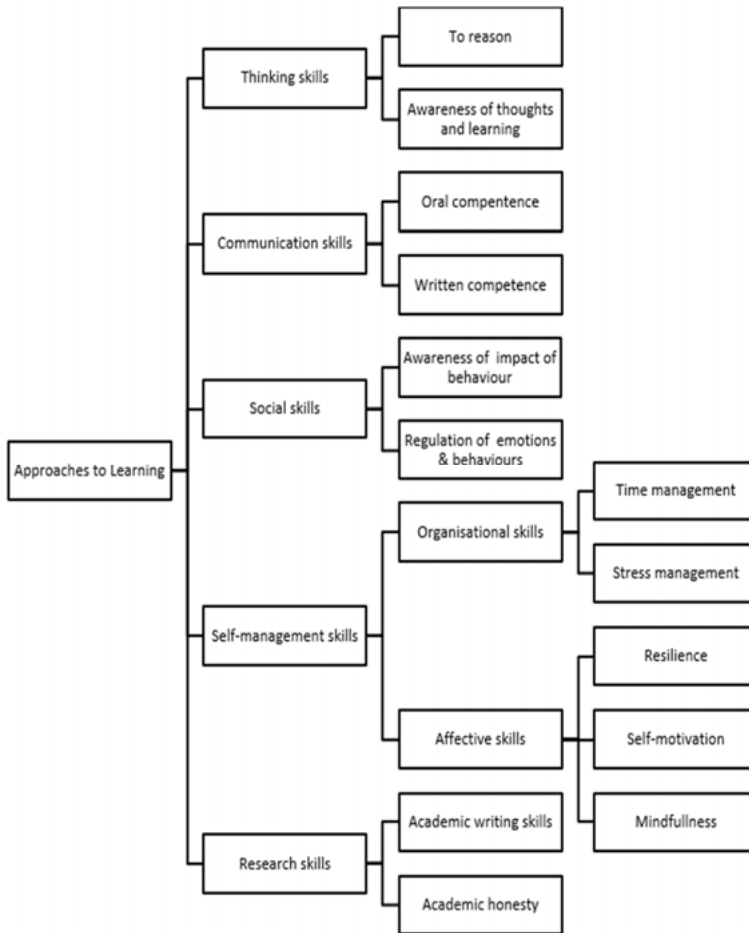 To reason
Thinking skills
Awareness of thoughts
and learning
Oral compentence
Communication skills
Written competence
Awareness of impact of
behaviour
Social skills
Regulation of emotions
& behaviours
Approaches to Learning
Time management
Organisational skills
Stress management
Self-management skills
Resilience
Affective skills
Self-motivation
Mindfullness
Academic writing skills
Research skills
Academic honesty